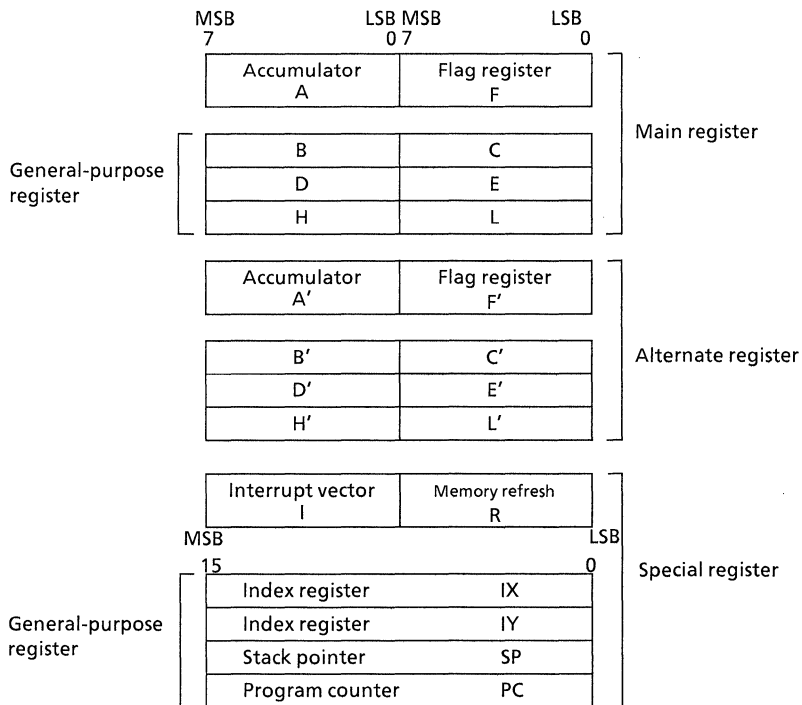 MSB LSB MSB LSB
7 0 7 0
Accumulator Flag register
A F
Main register
General-purpose
register
B C
D E
H L
Accumulator Flag register
A′ F′
Alternate register
B′ C′
D′ E′
H′ L′
Interrupt vector Memory refresh
I R
MSB LSB
15 0
Special register
General-purpose
register
Index register IX
Index register IY
Stack pointer SP
Program counter PC